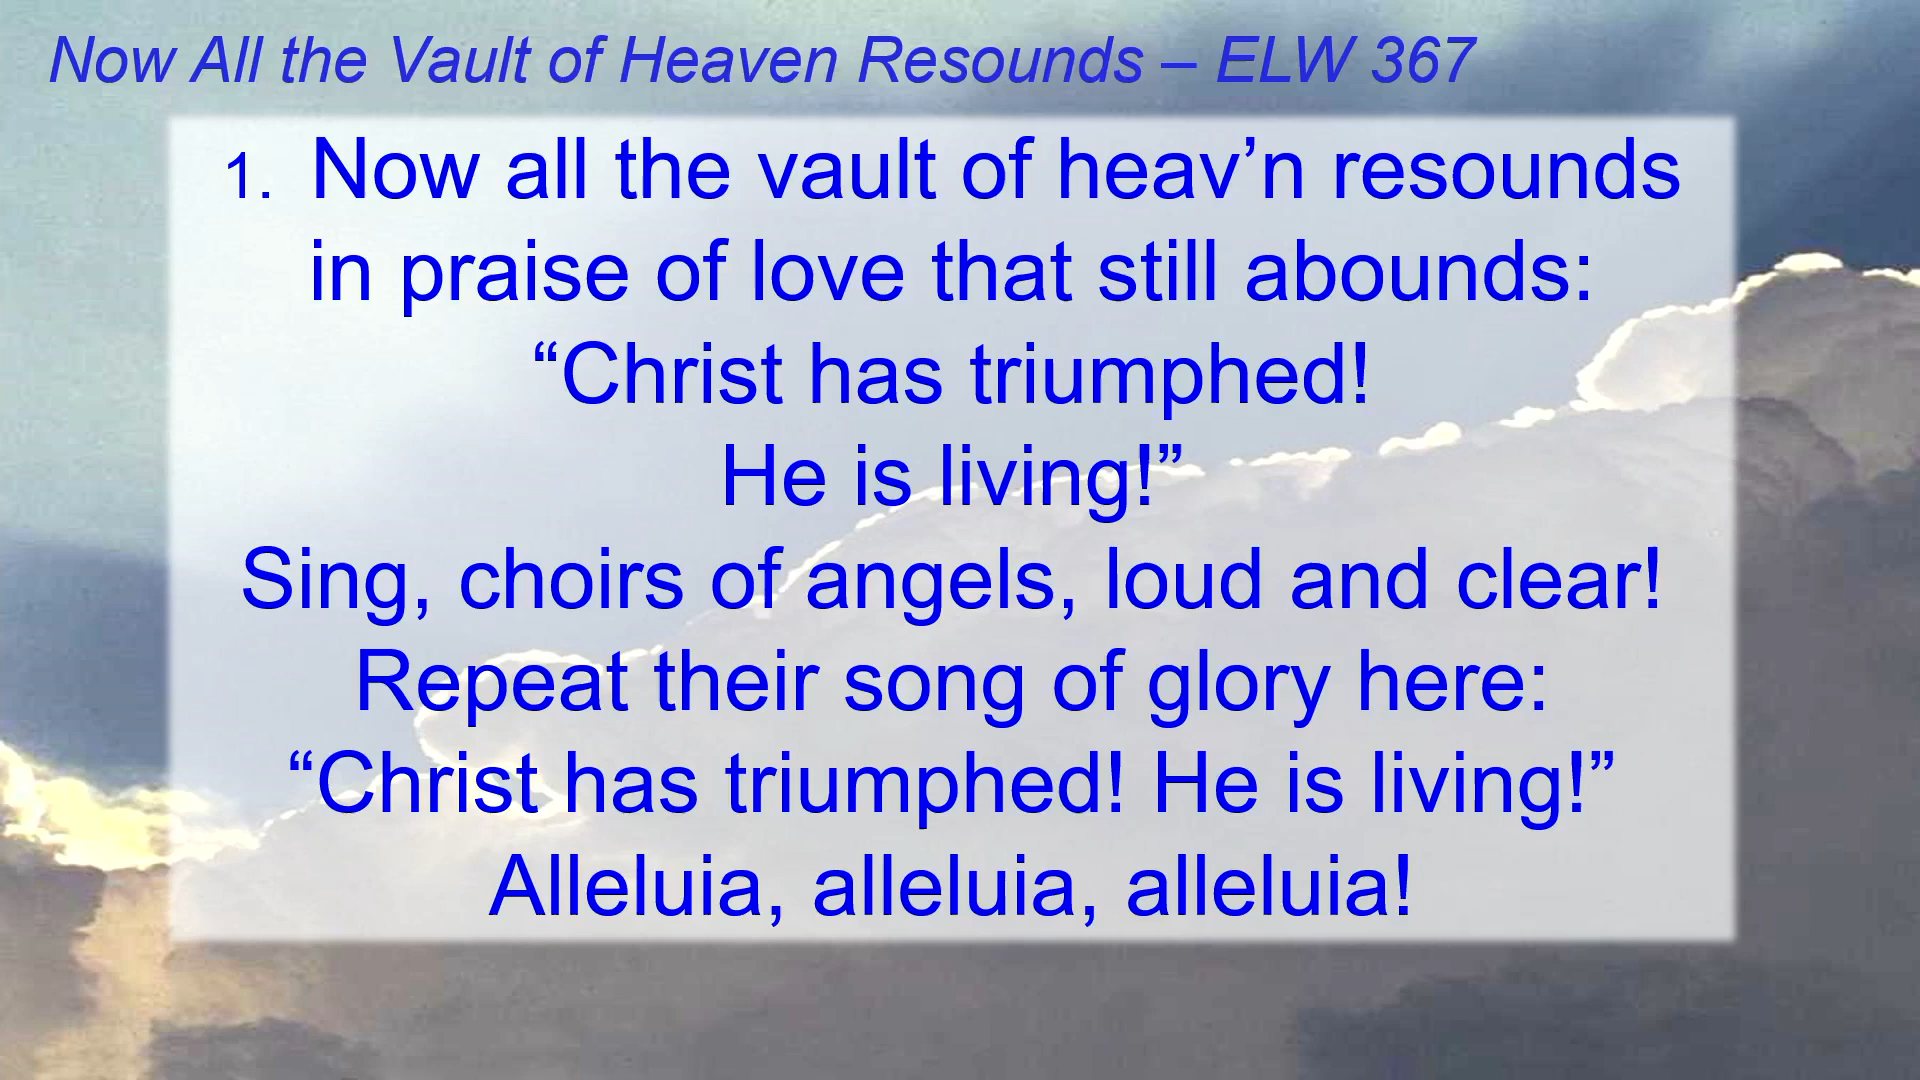 Now All the Vault of Heaven Resounds – ELW 367
1. Now all the vault of heav’n resounds
in praise of love that still abounds:
“Christ has triumphed!
He is living!”
Sing, choirs of angels, loud and clear!
Repeat their song of glory here:
“Christ has triumphed! He is living!”
Alleluia, alleluia, alleluia!